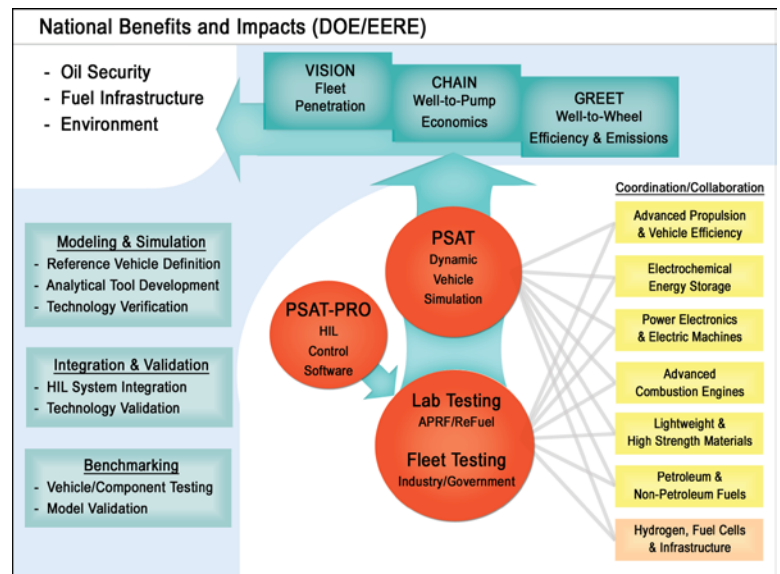 National Benefits and Impacts (DOE/EERE)
- Oil Security
- Fuel Infrastructure
- Environment
VISION
Fleet
Penetration
CHAIN
Well-to-Pump
Economics
GREET
Well-to-Wheel
Efficiency & Emissions
Modeling & Simulation
- Reference Vehicle Definition
- Analytical Tool Development
- Technology Verification
Integration & Validation
- HIL System Integration
- Technology Validation
Benchmarking
- Vehicle/Component Testing
- Model Validation
PSAT
Dynamic
Vehicle
Simulation
PSAT-PRO
HIL
Control
Software
Lab Testing
APRF/ReFuel
Fleet Testing
Industry/Government
Coordination/Collaboration
Advanced Propulsion
& Vehicle Efficiency
Electrochemical
Energy Storage
Power Electronics
& Electric Machines
Advanced
Combustion Engines
Lightweight &
High Strength Materials
Petroleum &
Non-Petroleum Fuels
Hydrogen, Fuel Cells
& Infrastructure